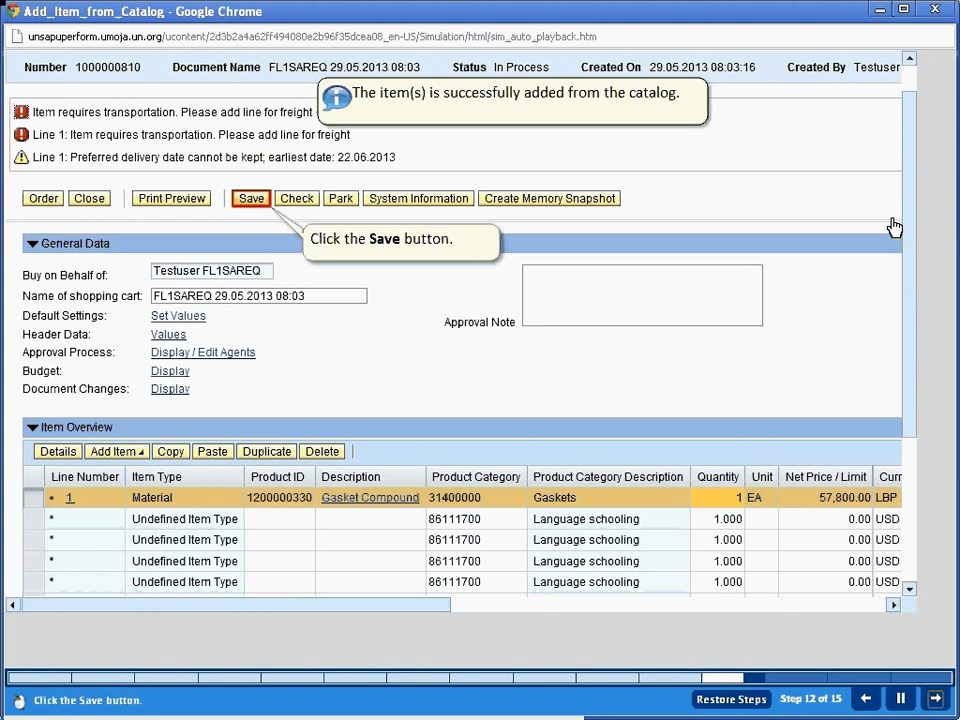 Add_Item_from_Catalog - Google Chrome
unsapuperform.umoja.un.org/ucontent/2d3b2a4a62ff494080e2b96f35dcea08_en-US/Simulation/html/sim_auto_playback.htm
Number 1000000810 Document Name FL1SAREQ 29.05.2013 08:03 Status In Process Created On 29.05.2013 08:03:16 Created By Testuser
The item(s) is successfully added from the catalog.
Item requires transportation. Please add line for freight
Line 1: Item requires transportation. Please add line for freight
Line 1: Preferred delivery date cannot be kept; earliest date: 22.06.2013
Order Close Print Preview Save Check Park System Information Create Memory Snapshot
Click the Save button.
General Data
Buy on Behalf of: Testuser FL1SAREQ
Name of shopping cart: FL1SAREQ 29.05.2013 08:03
Default Settings: Set Values
Approval Note
Header Data: Values
Approval Process: Display / Edit Agents
Budget: Display
Document Changes: Display
Item Overview
Details Add Item Copy Paste Duplicate Delete
Line Number Item Type Product ID Description Product Category Product Category Description Quantity Unit Net Price / Limit Curr
* 1 Material 1200000330 Gasket Compound 31400000 Gaskets 1 EA 57,800.00 LBP
* Undefined Item Type 86111700 Language schooling 1.000 0.00 USD
* Undefined Item Type 86111700 Language schooling 1.000 0.00 USD
* Undefined Item Type 86111700 Language schooling 1.000 0.00 USD
* Undefined Item Type 86111700 Language schooling 1.000 0.00 USD
Click the Save button. Restore Steps Step 12 of 15